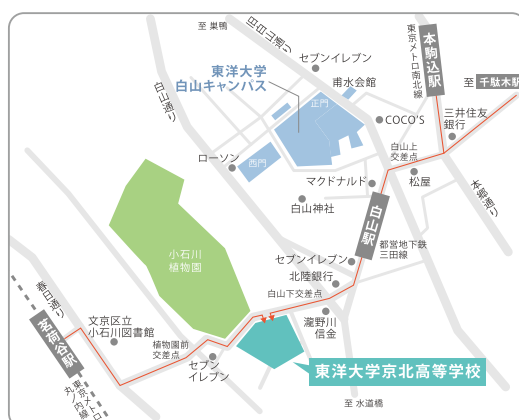 至 巣鴨
旧白山通り
セブンイレブン
甫水会館
東洋大学
白山キャンパス
正門
西門
本駒込駅
東京メトロ南北線
至 千駄木駅
三井住友
銀行
COCO'S
白山上
交差点
白山通り
ローソン
マクドナルド
松屋
本郷通り
白山神社
白山駅
都営地下鉄
三田線
小石川
植物園
セブンイレブン
北陸銀行
白山下交差点
瀧野川
信金
春日通り
茗荷谷駅
文京区立
小石川図書館
植物園前
交差点
セブン
イレブン
東京メトロ
丸ノ内線
東洋大学京北高等学校
至 水道橋